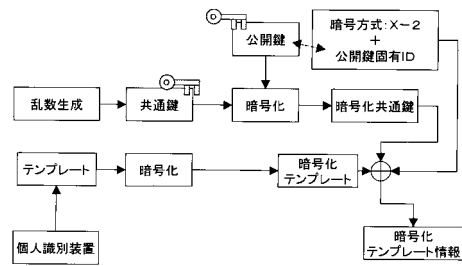 公開鍵
暗号方式:X-2
+
公開鍵固有ID
乱数生成
共通鍵
暗号化
暗号化共通鍵
テンプレート
暗号化
暗号化
テンプレート
個人識別装置
暗号化
テンプレート情報